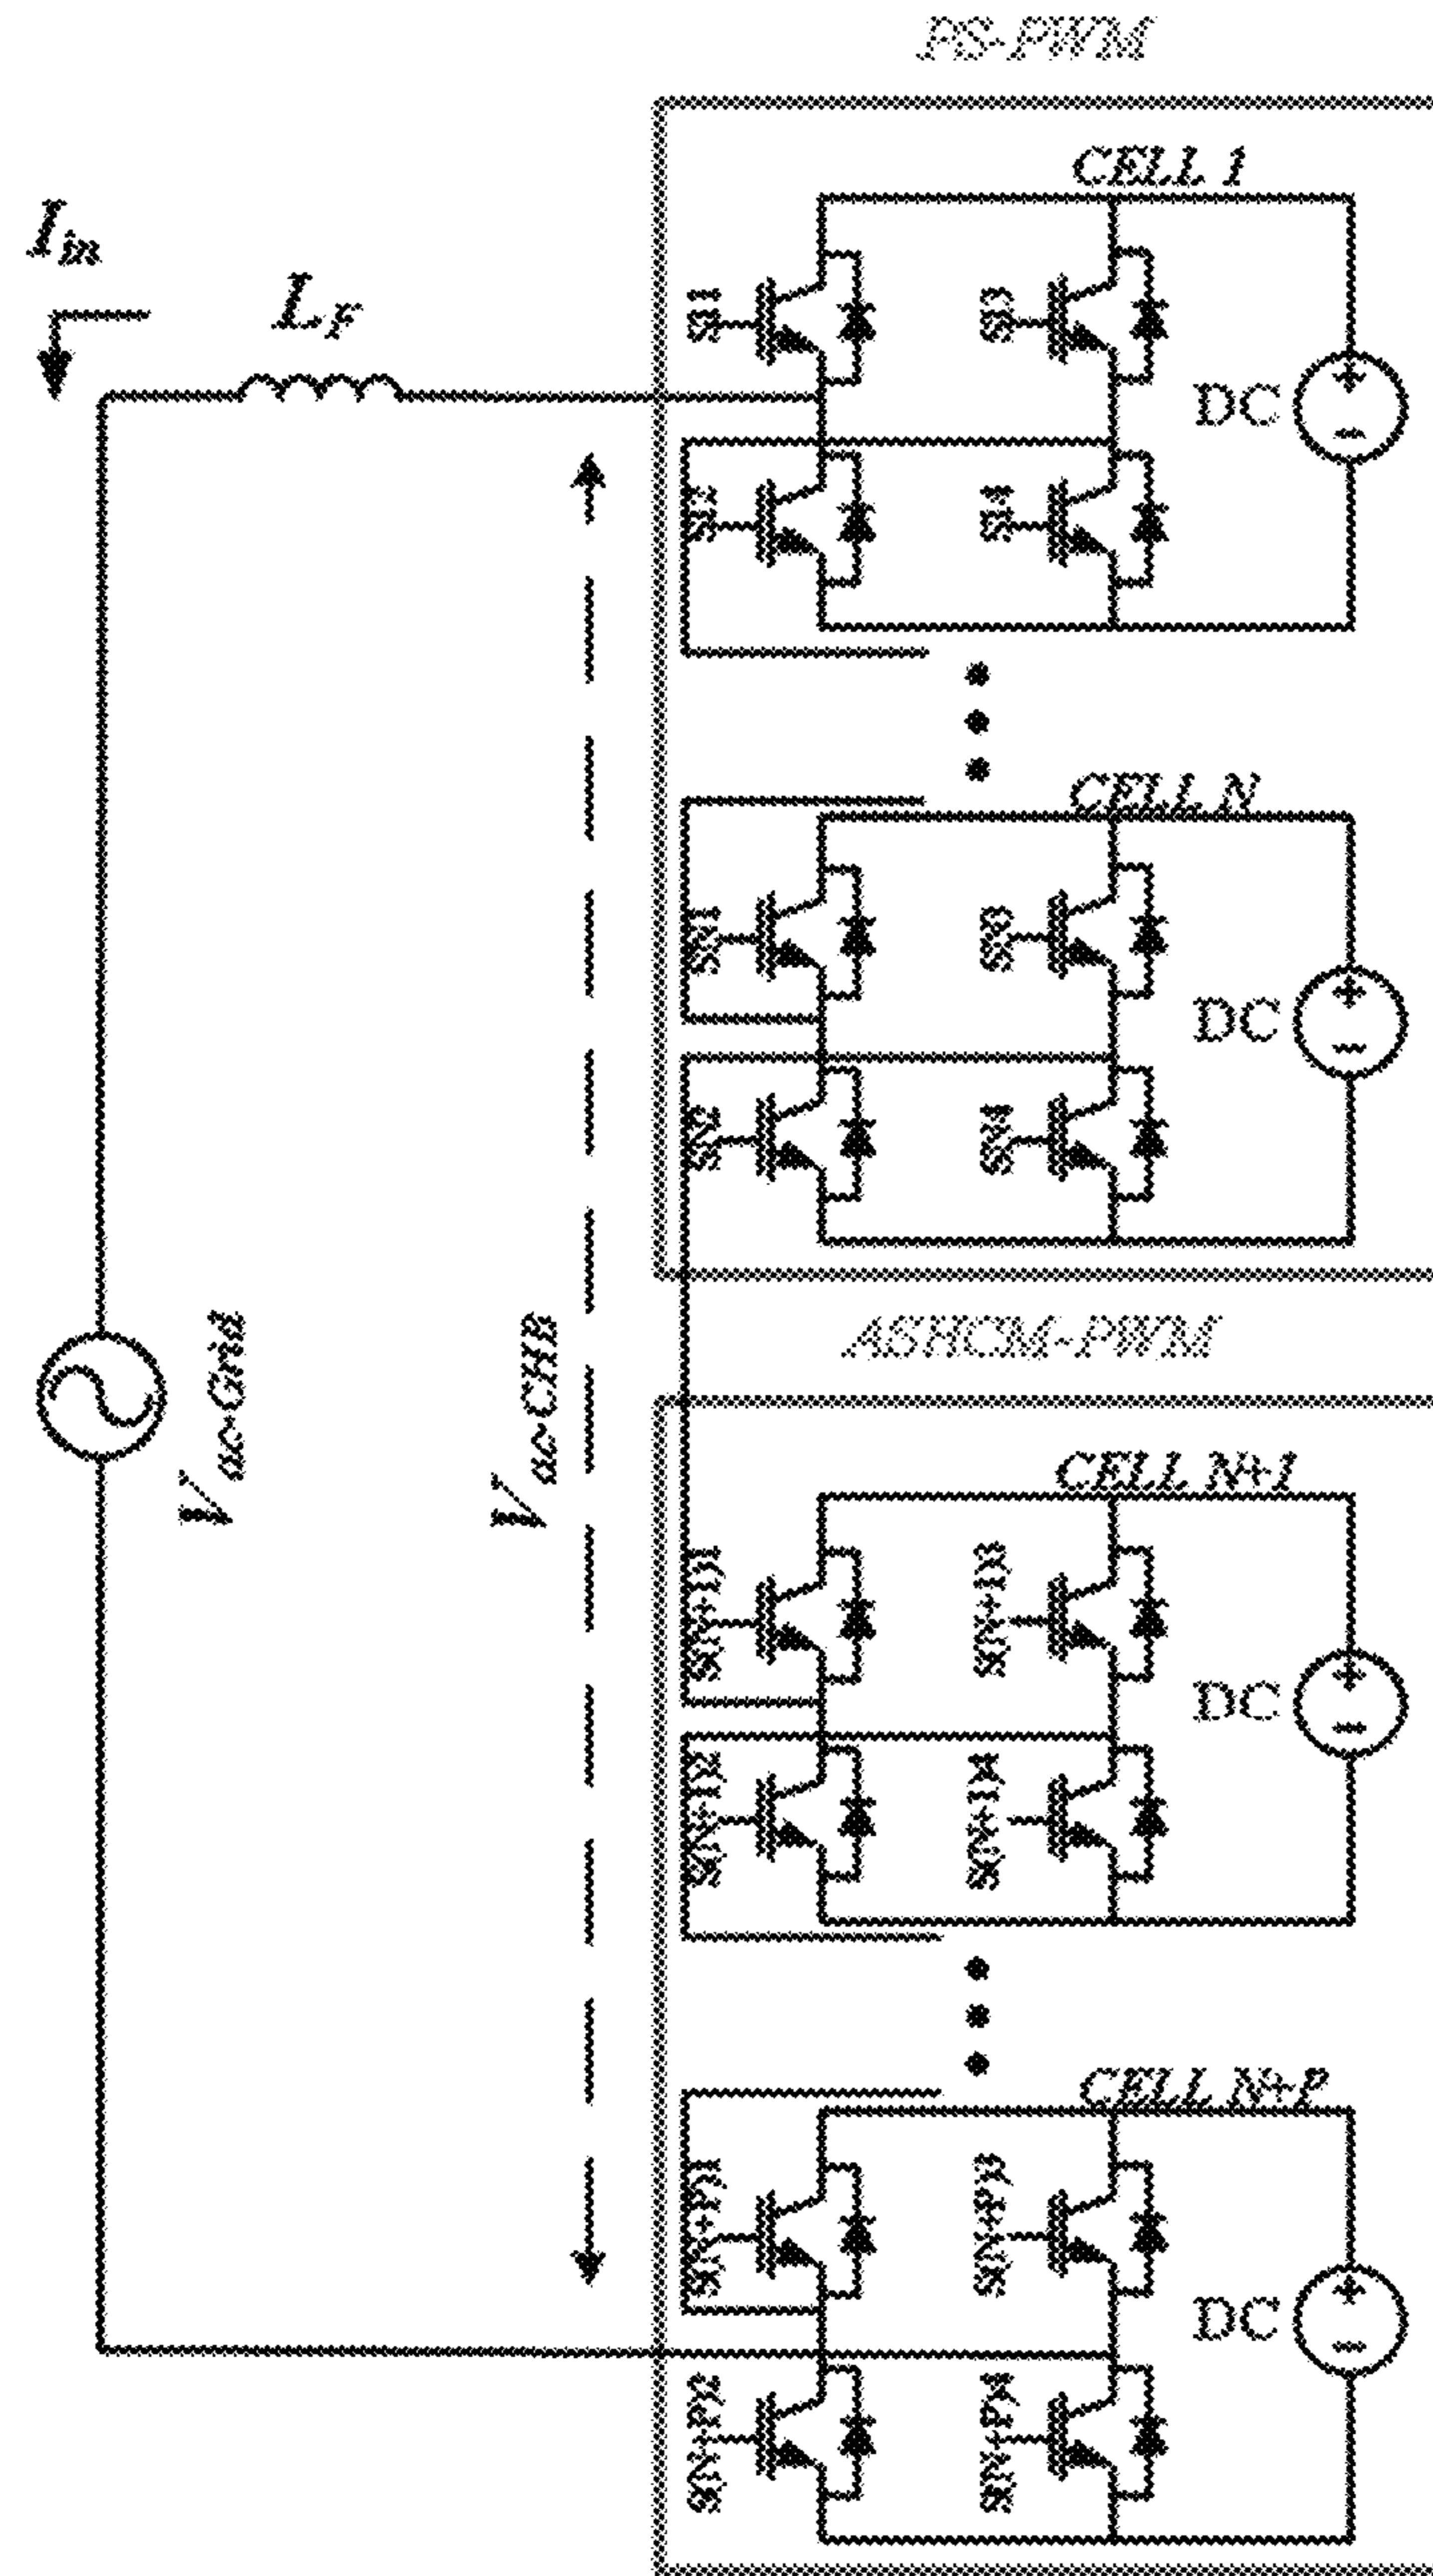 PS-PWM
CELL 1
I_in
L_F
S11
S13
DC
S12
S14
CELL N
SN1
SN3
DC
SN2
SN4
V_ac-Grid
V_ac-CHB
ASHCM-PWM
CELL N+1
S(N+1)1
S(N+1)3
DC
S(N+1)2
S(N+1)4
CELL N+P
S(N+P)1
S(N+P)3
DC
S(N+P)2
S(N+P)4